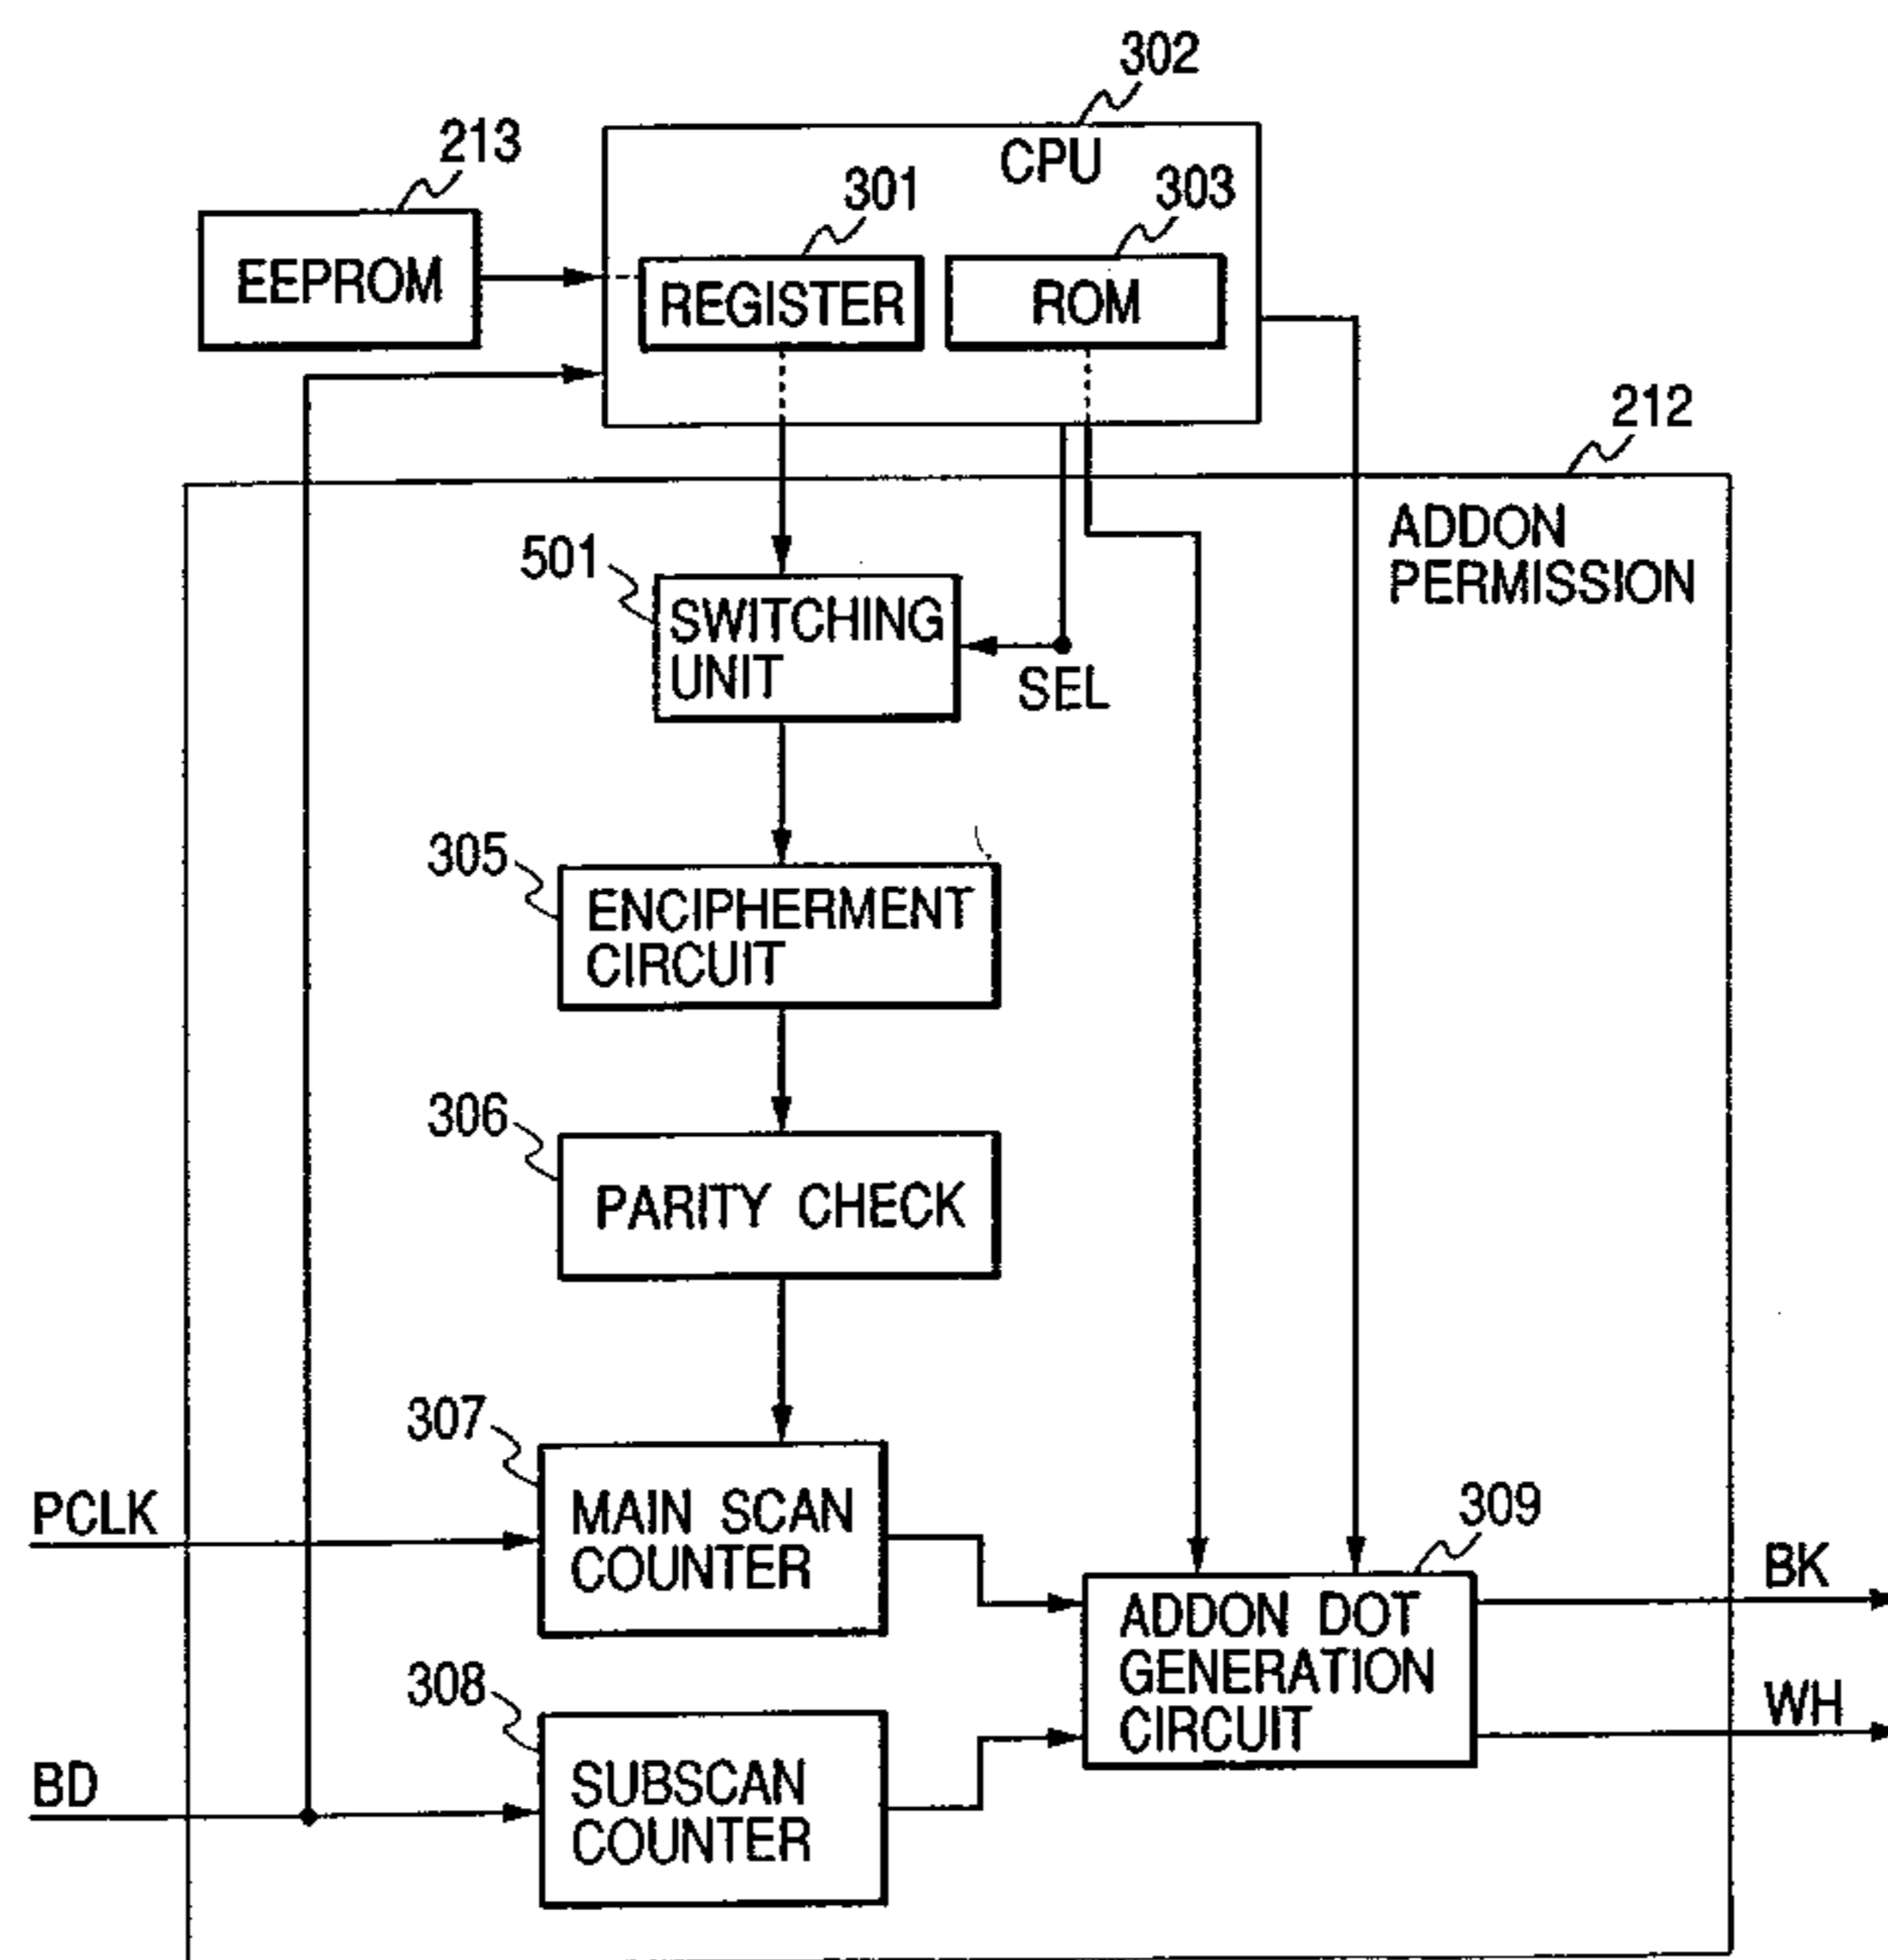 302
CPU
213
301
303
EEPROM
REGISTER
ROM
212
ADDON
PERMISSION
501
SWITCHING
UNIT
SEL
305
ENCIPHERMENT
CIRCUIT
306
PARITY CHECK
307
PCLK
MAIN SCAN
COUNTER
309
BK
ADDON DOT
GENERATION
CIRCUIT
WH
308
BD
SUBSCAN
COUNTER